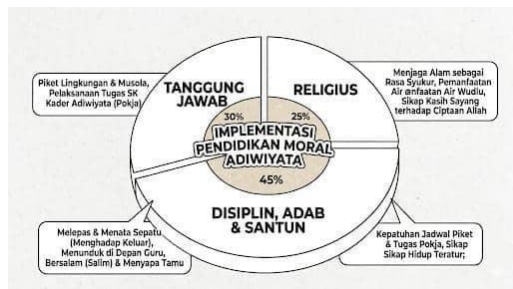 Piket Lingkungan & Musola,
Pelaksanaan Tugas SK
Kader Adiwiyata (Pokja)
TANGGUNG
JAWAB
30%
RELIGIUS
25%
Menjaga Alam sebagai
Rasa Syukur, Pemanfaatan
Air @nfaatan Air Wudlu,
Sikap Kasih Sayang
terhadap Ciptaan Allah
IMPLEMENTASI
PENDIDIKAN MORAL
ADIWIYATA
45%
DISIPLIN, ADAB
& SANTUN
Melepas & Menata Sepatu
(Menghadap Keluar),
Menunduk di Depan Guru,
Bersalam (Salim) & Menyapa Tamu
Kepatuhan Jadwal Piket
& Tugas Pokja, Sikap
Sikap Hidup Teratur;